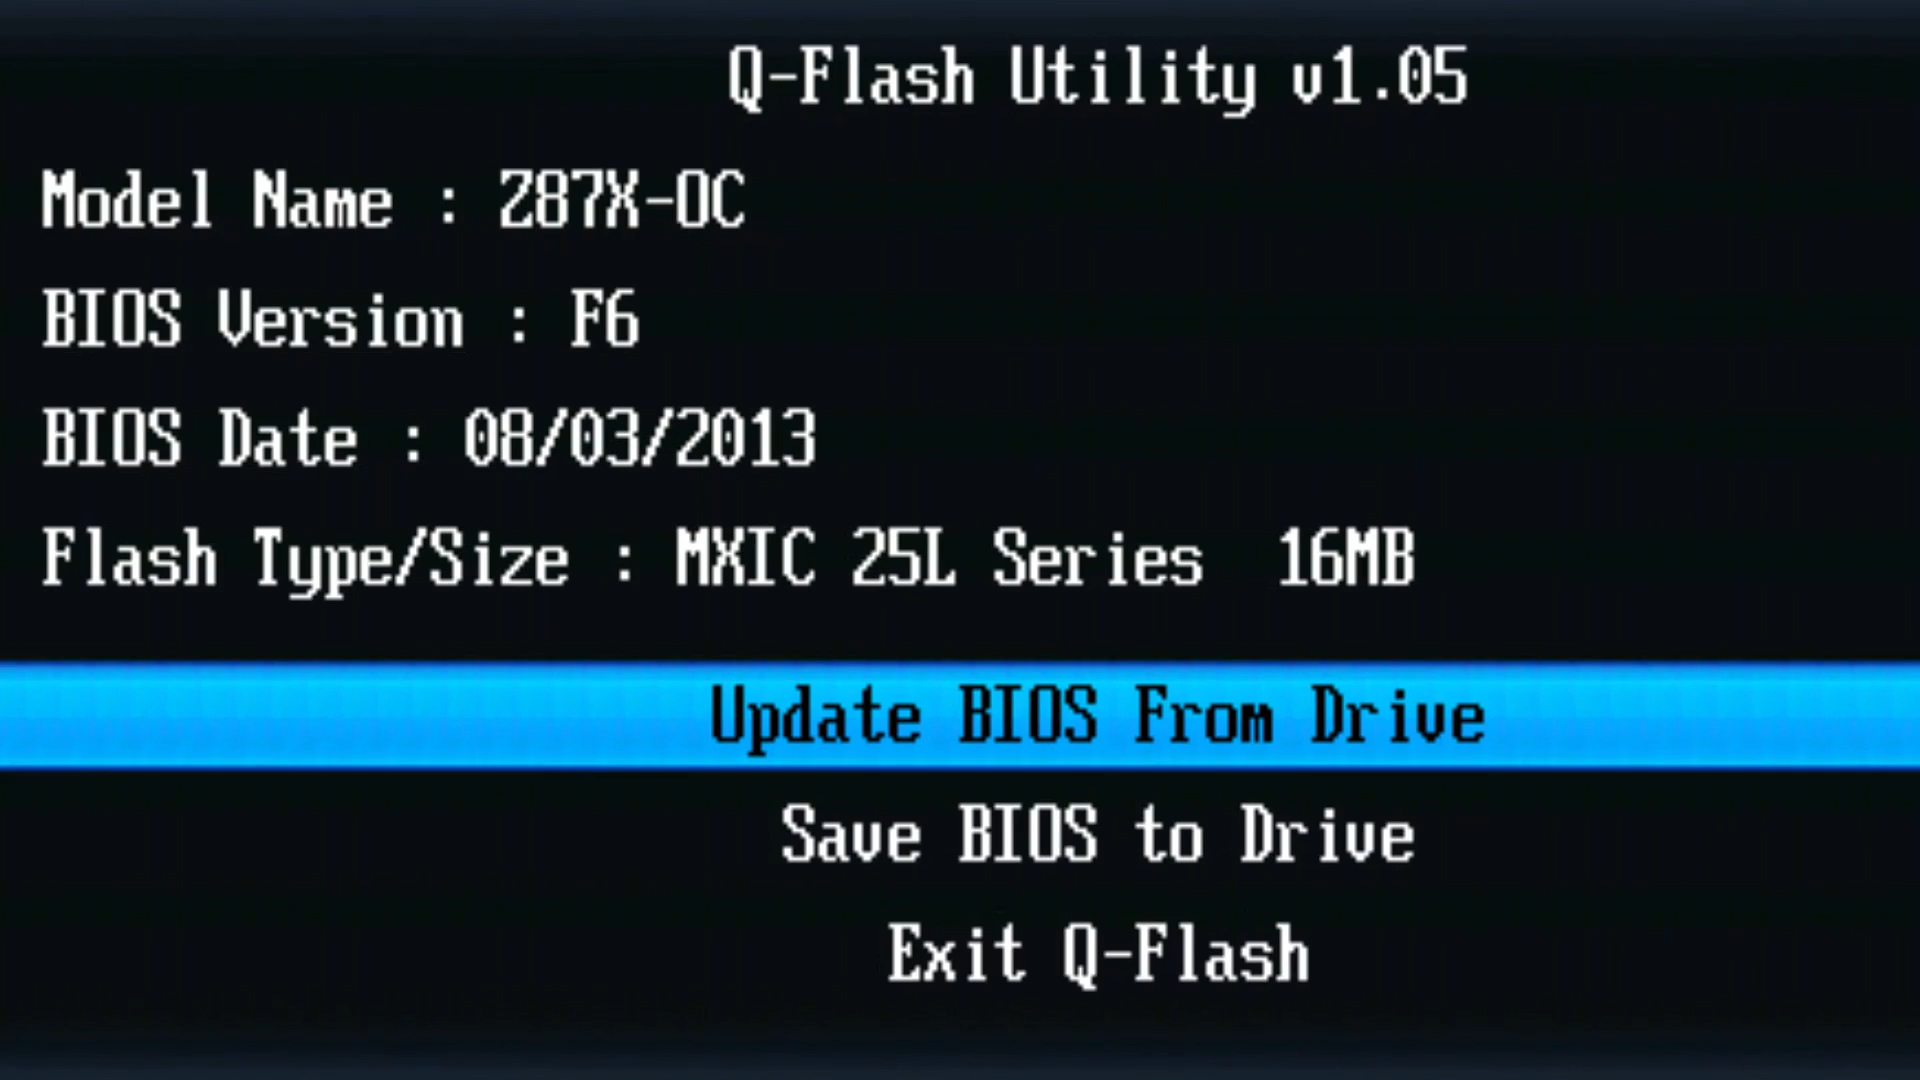 Q-Flash Utility v1.05
Model Name : Z87X-OC
BIOS Version : F6
BIOS Date : 08/03/2013
Flash Type/Size : MXIC 25L Series  16MB
Update BIOS From Drive
Save BIOS to Drive
Exit Q-Flash